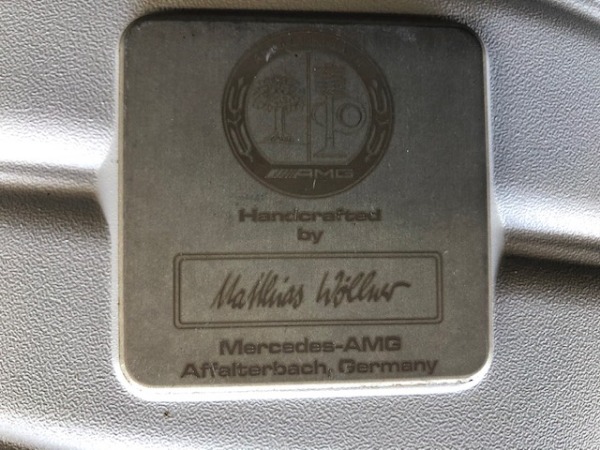 AMG
Handcrafted
by
Matthias Wöllner
Mercedes-AMG
Affalterbach, Germany